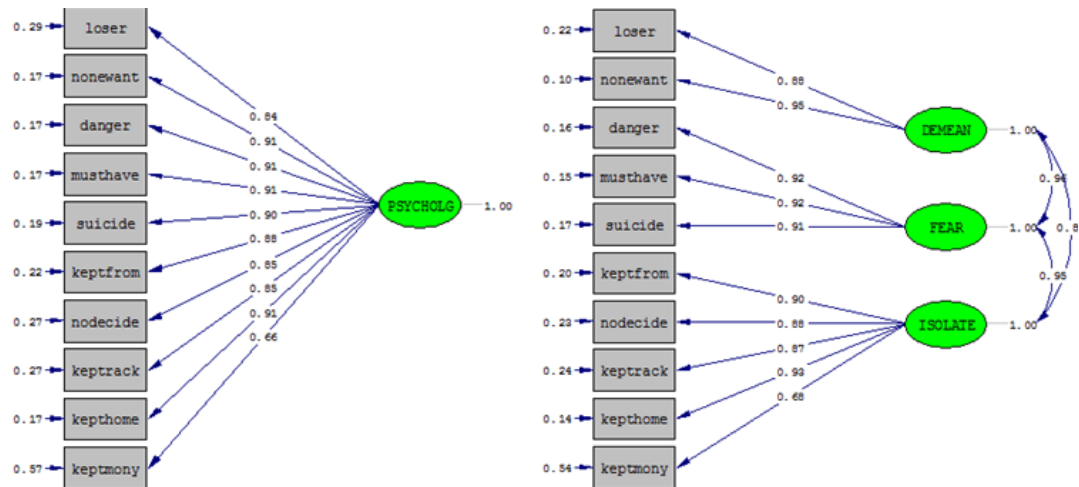 0.29 loser
0.17 nonewant
0.17 danger
0.17 musthave
0.19 suicide
0.22 keptfrom
0.27 nodecide
0.27 keptrack
0.17 kepthome
0.57 keptmony
0.84
0.91
0.91
0.91
0.90
0.88
0.85
0.85
0.91
0.66
PSYCHOLG 1.00
0.22 loser
0.10 nonewant
0.16 danger
0.15 musthave
0.17 suicide
0.20 keptfrom
0.23 nodecide
0.24 keptrack
0.14 kepthome
0.54 keptmony
0.88
0.95
0.92
0.92
0.91
0.90
0.88
0.87
0.93
0.68
DEMEAN 1.00
FEAR 1.00
ISOLATE 1.00
0.95